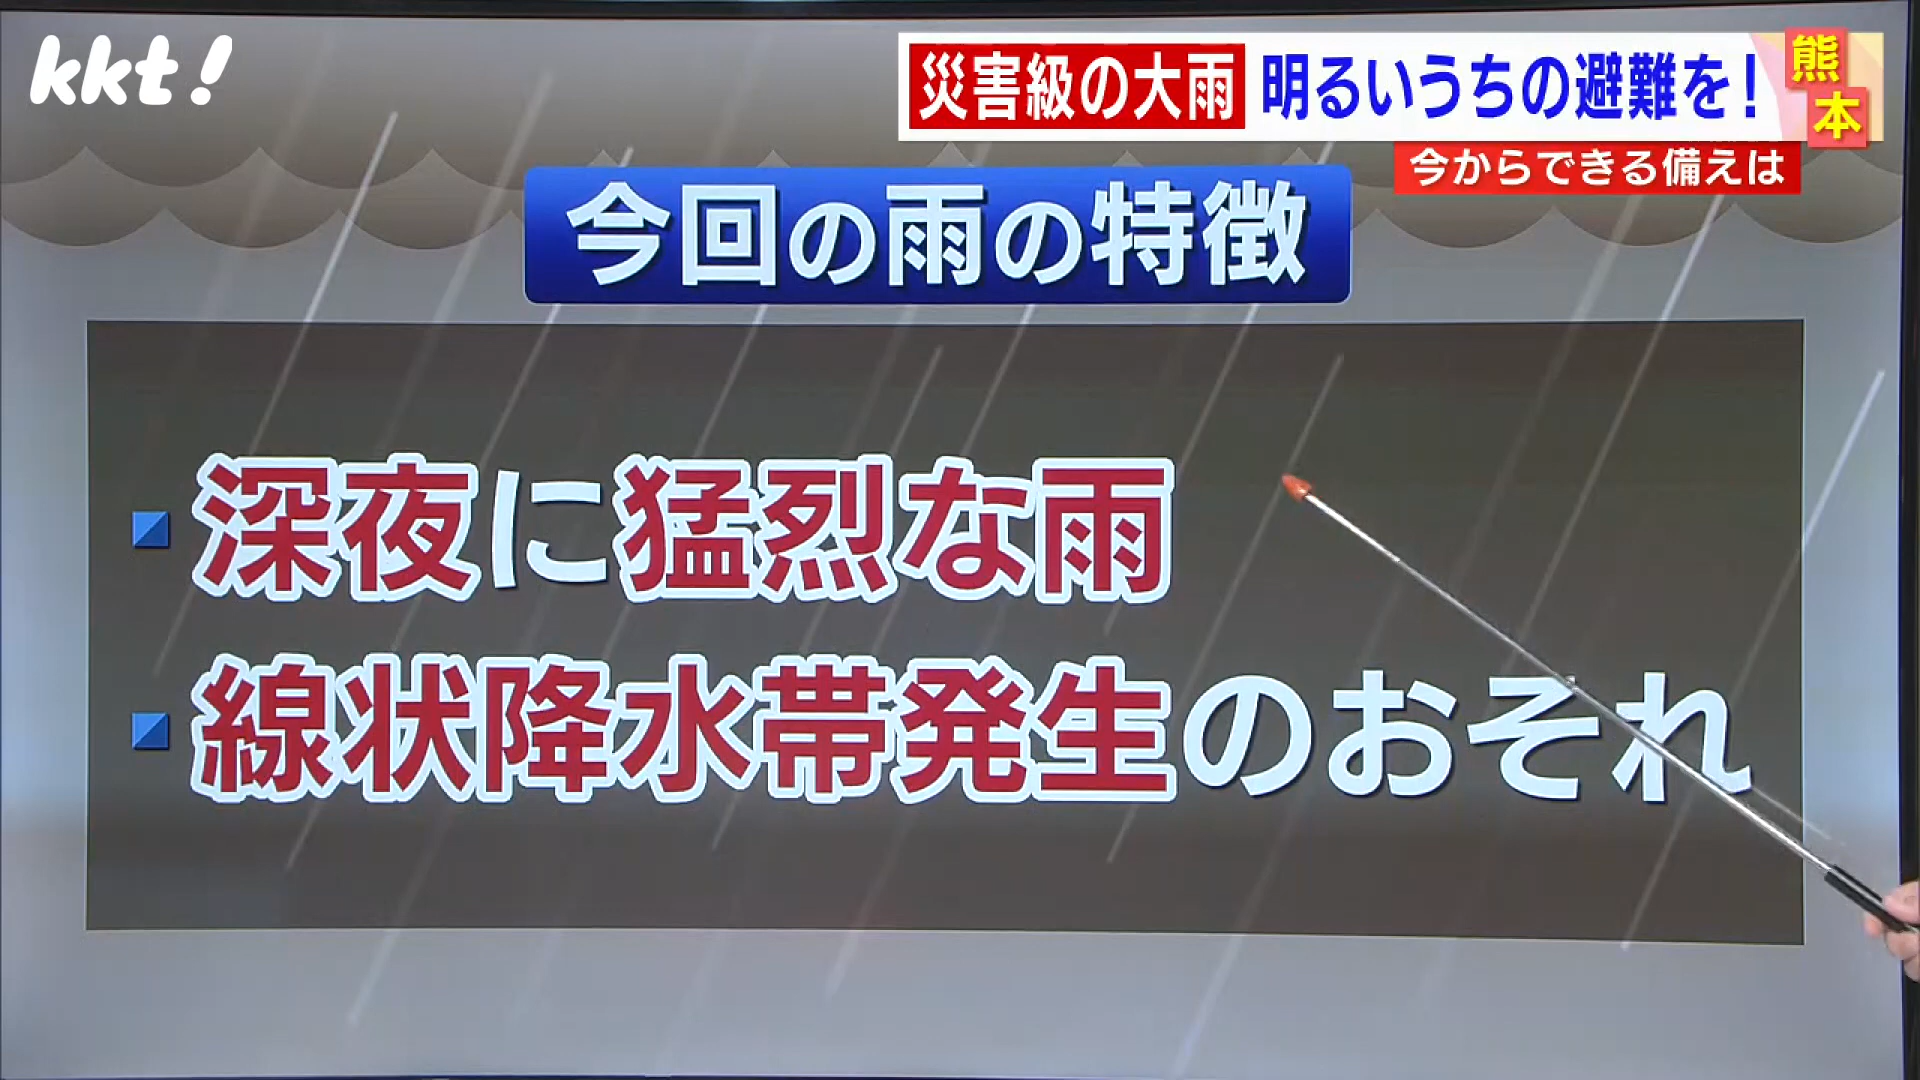 kkt!
災害級の大雨 明るいうちの避難を!
熊本
今からできる備えは
今回の雨の特徴
深夜に猛烈な雨
線状降水帯発生のおそれ